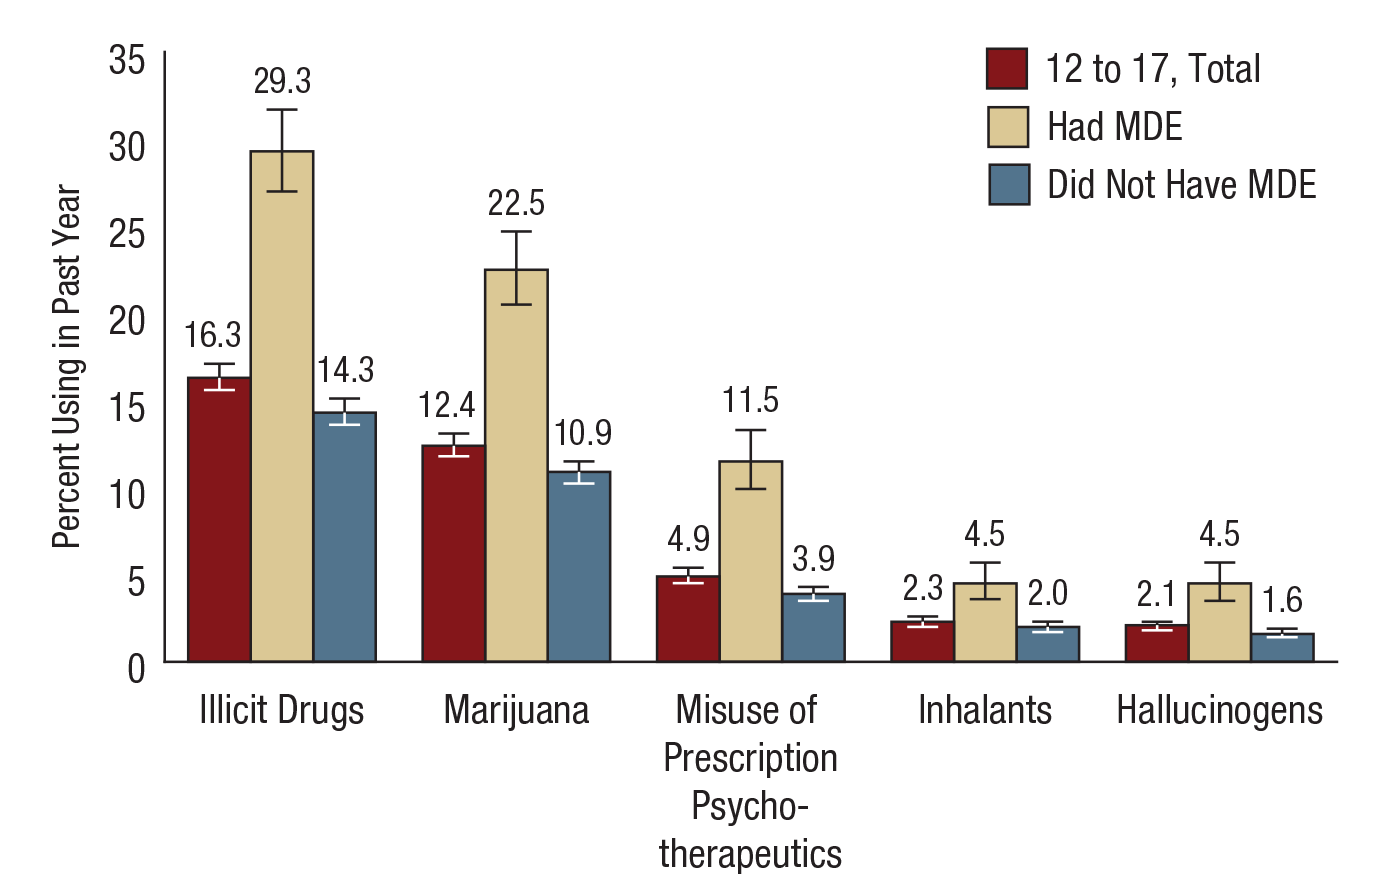 35
30
25
20
15
10
5
0
Percent Using in Past Year
12 to 17, Total
Had MDE
Did Not Have MDE
16.3
29.3
14.3
12.4
22.5
10.9
4.9
11.5
3.9
2.3
4.5
2.0
2.1
4.5
1.6
Illicit Drugs
Marijuana
Misuse of
Prescription
Psycho-
therapeutics
Inhalants
Hallucinogens